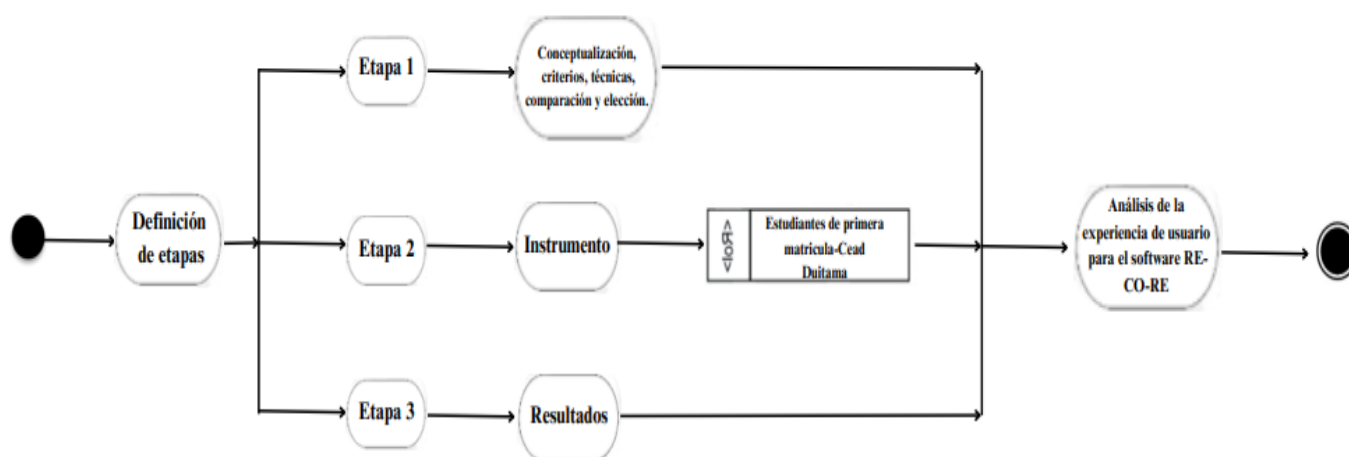 Definición
de etapas
Etapa 1
Conceptualización,
criterios, técnicas,
comparación y elección.
Etapa 2
Instrumento
<Rol>
Estudiantes de primera
matricula-Cead
Duitama
Etapa 3
Resultados
Análisis de la
experiencia de usuario
para el software RE-
CO-RE